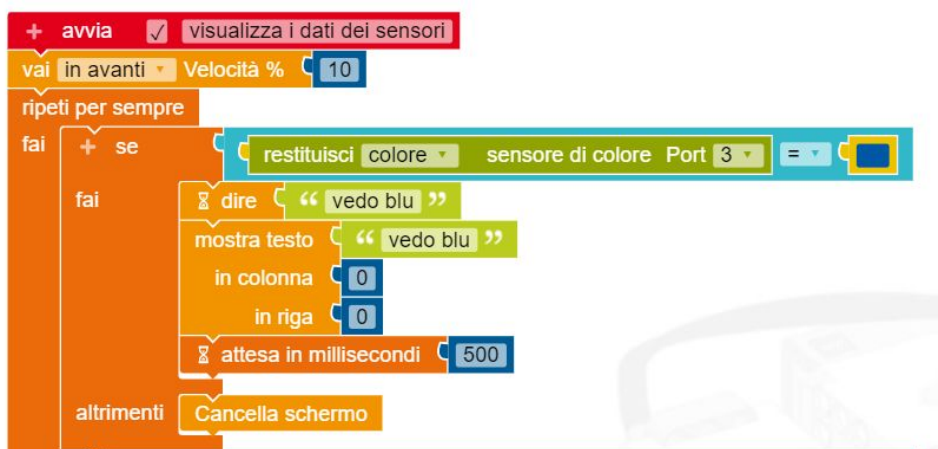 + avvia ✓ visualizza i dati dei sensori
vai in avanti Velocità % 10
ripeti per sempre
fai + se restituisci colore sensore di colore Port 3 =
fai dire “ vedo blu ”
mostra testo “ vedo blu ”
in colonna 0
in riga 0
attesa in millisecondi 500
altrimenti Cancella schermo